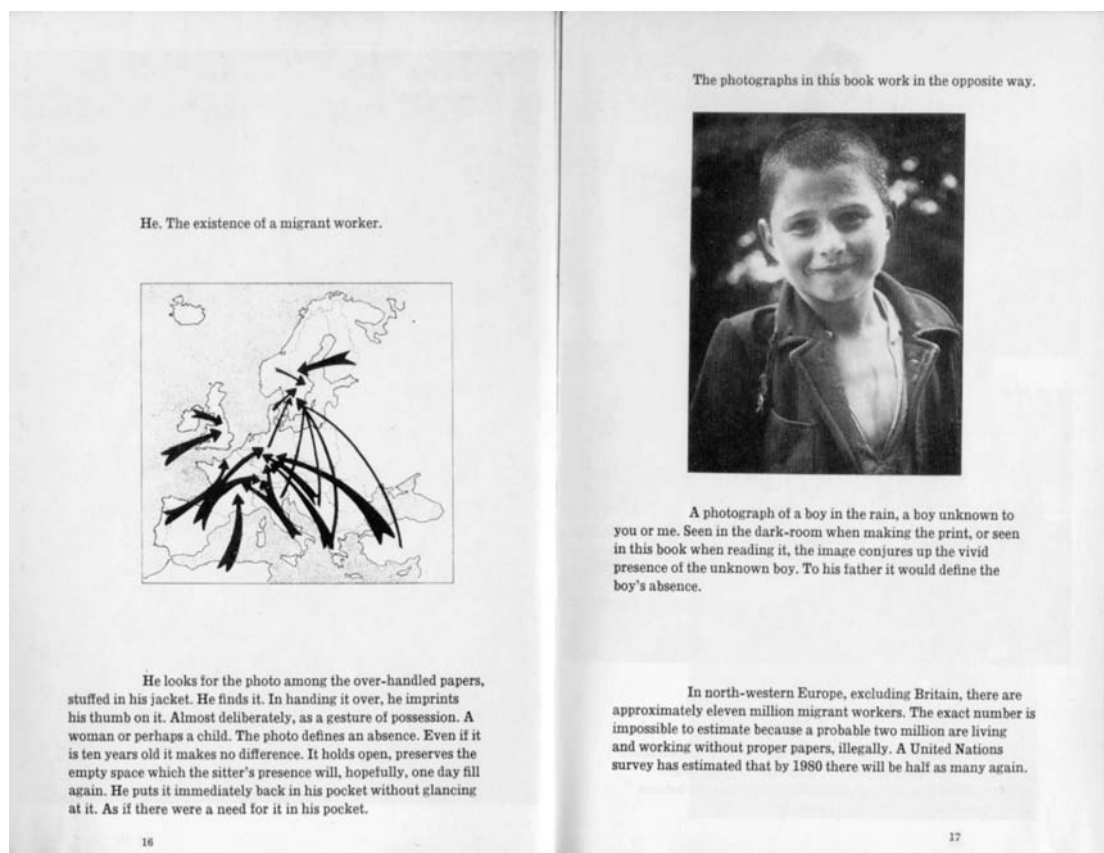 He. The existence of a migrant worker.
He looks for the photo among the over-handled papers,
stuffed in his jacket. He finds it. In handing it over, he imprints
his thumb on it. Almost deliberately, as a gesture of possession. A
woman or perhaps a child. The photo defines an absence. Even if it
is ten years old it makes no difference. It holds open, preserves the
empty space which the sitter's presence will, hopefully, one day fill
again. He puts it immediately back in his pocket without glancing
at it. As if there were a need for it in his pocket.
16
The photographs in this book work in the opposite way.
A photograph of a boy in the rain, a boy unknown to
you or me. Seen in the dark-room when making the print, or seen
in this book when reading it, the image conjures up the vivid
presence of the unknown boy. To his father it would define the
boy's absence.
In north-western Europe, excluding Britain, there are
approximately eleven million migrant workers. The exact number is
impossible to estimate because a probable two million are living
and working without proper papers, illegally. A United Nations
survey has estimated that by 1980 there will be half as many again.
17